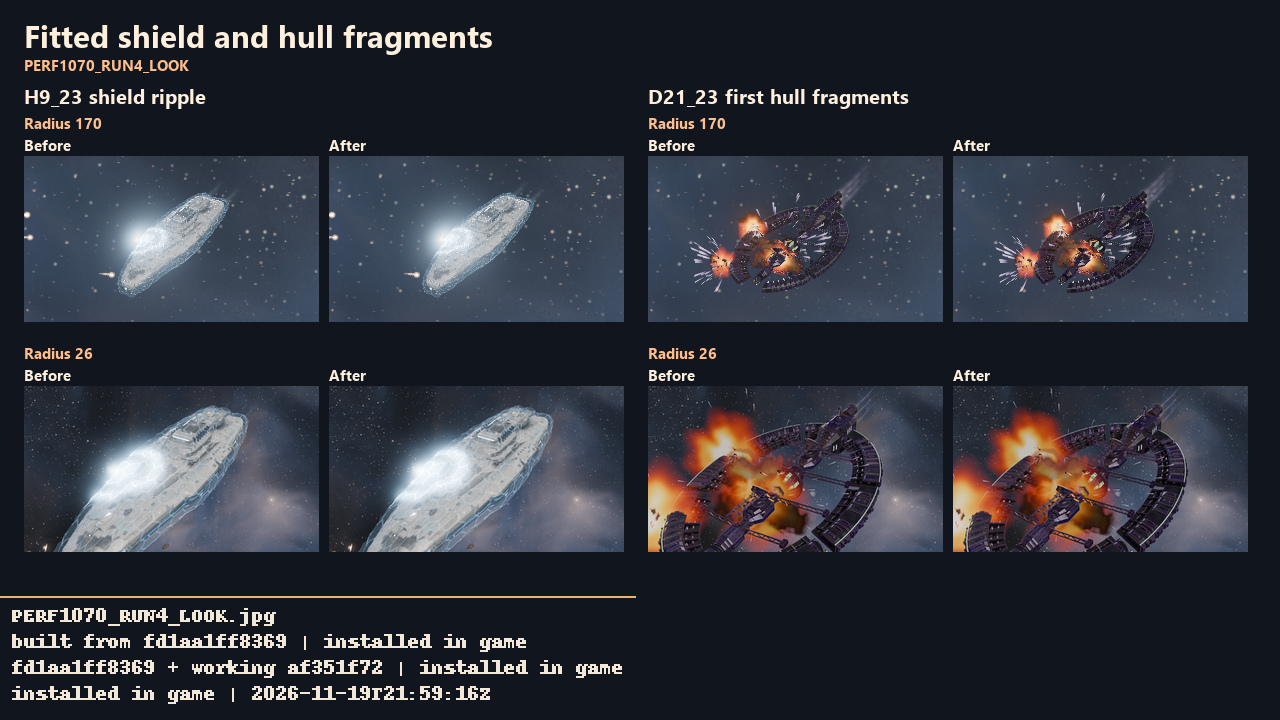 Fitted shield and hull fragments
PERF1070_RUN4_LOOK
H9_23 shield ripple
Radius 170
Before After
Radius 26
Before After
D21_23 first hull fragments
Radius 170
Before After
Radius 26
Before After
PERF1070_RUN4_LOOK.jpg
built from fd1aa1ff8369 | installed in game
fd1aa1ff8369 + working af351f72 | installed in game
installed in game | 2026-11-19T21:59:16Z